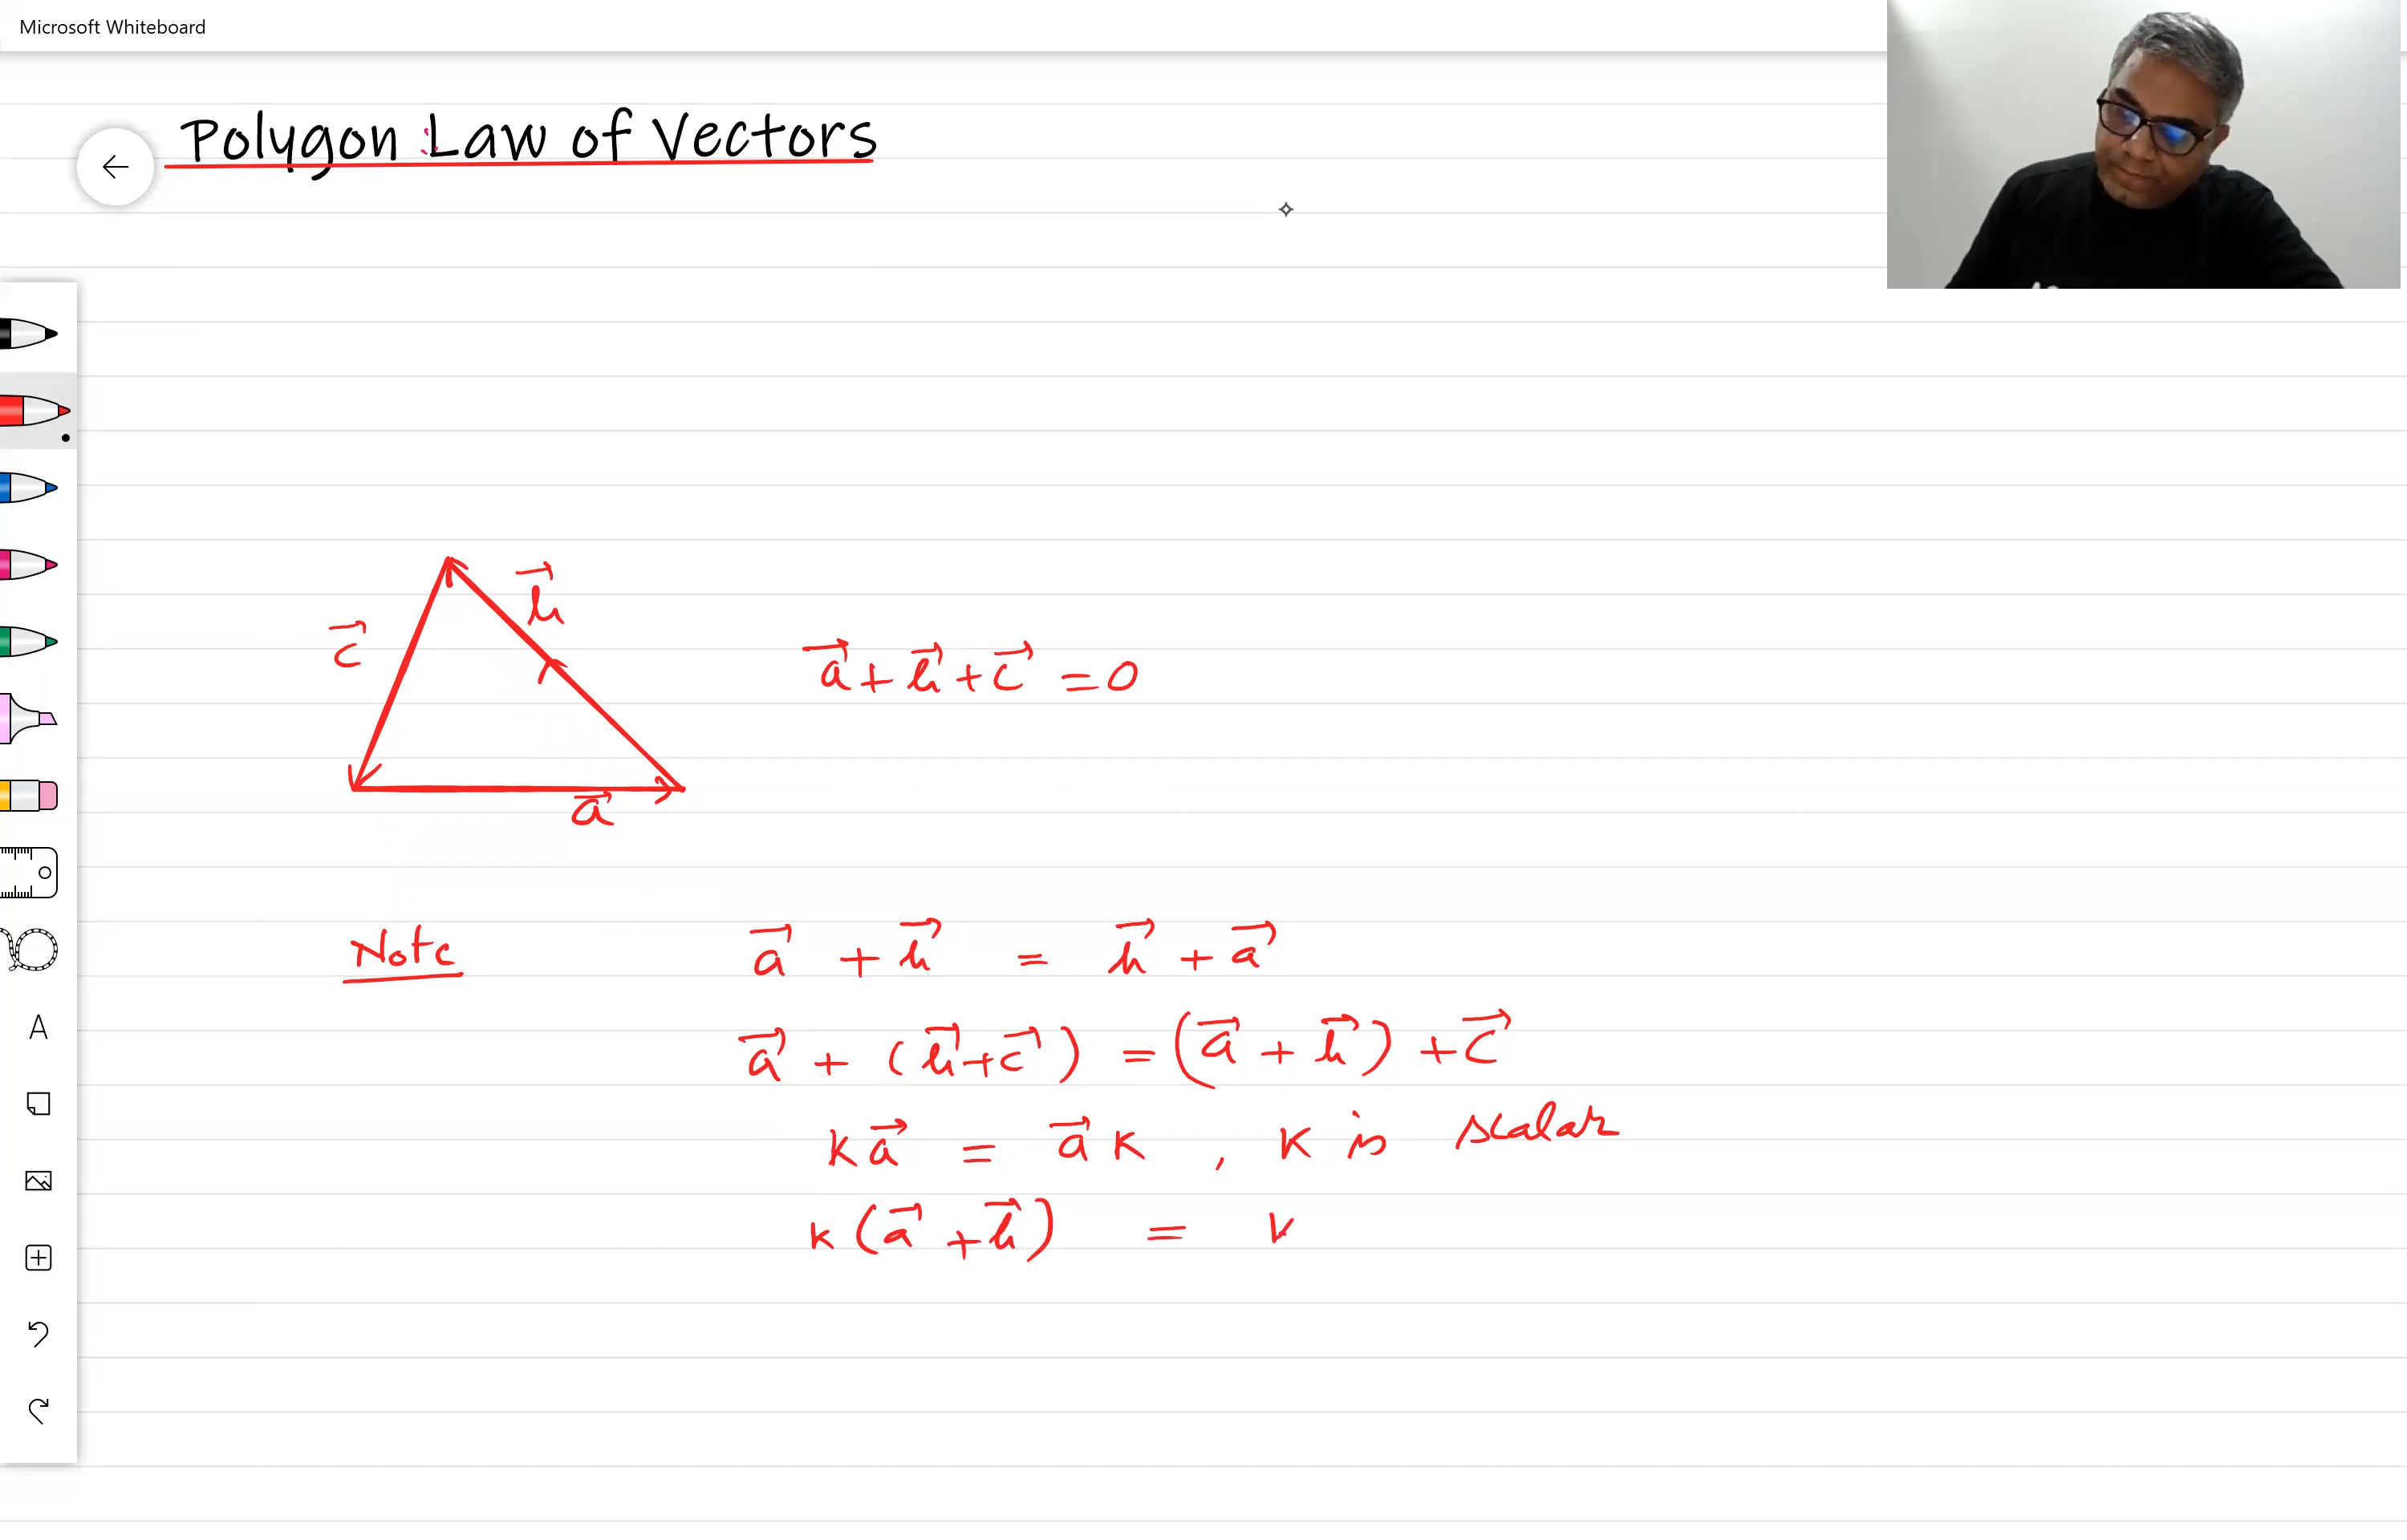 Microsoft Whiteboard
Polygon Law of Vectors
b⃗
c⃗
a⃗ + b⃗ + c⃗ = 0
a⃗
Note
a⃗ + b⃗ = b⃗ + a⃗
a⃗ + (b⃗ + c⃗) = (a⃗ + b⃗) + c⃗
k a⃗ = a⃗ k , k is scalar
k (a⃗ + b⃗) = k
A